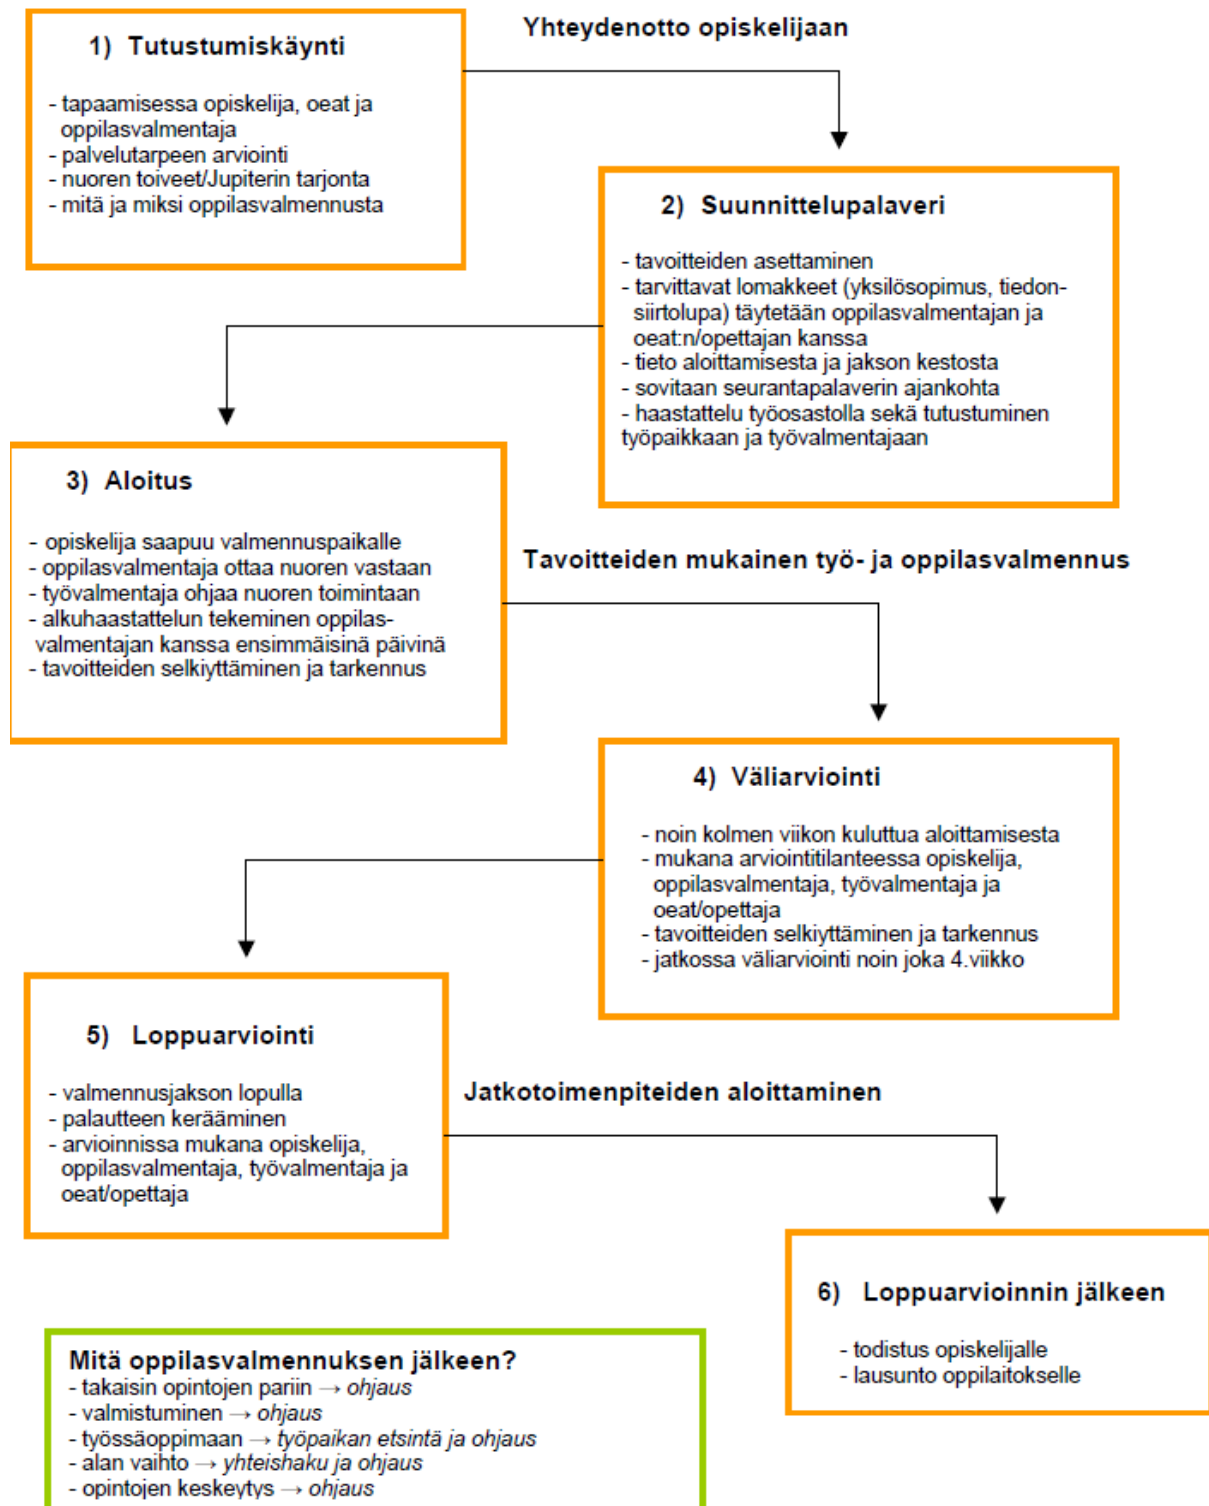 1) Tutustumiskäynti
- tapaamisessa opiskelija, oeat ja
oppilasvalmentaja
- palvelutarpeen arviointi
- nuoren toiveet/Jupiterin tarjonta
- mitä ja miksi oppilasvalmennusta
Yhteydenotto opiskelijaan
2) Suunnittelupalaveri
- tavoitteiden asettaminen
- tarvittavat lomakkeet (yksilösopimus, tiedon-
siirtolupa) täytetään oppilasvalmentajan ja
oeat:n/opettajan kanssa
- tieto aloittamisesta ja jakson kestosta
- sovitaan seurantapalaverin ajankohta
- haastattelu työosastolla sekä tutustuminen
työpaikkaan ja työvalmentajaan
3) Aloitus
- opiskelija saapuu valmennuspaikalle
- oppilasvalmentaja ottaa nuoren vastaan
- työvalmentaja ohjaa nuoren toimintaan
- alkuhaastattelun tekeminen oppilas-
valmentajan kanssa ensimmäisinä päivinä
- tavoitteiden selkiyttäminen ja tarkennus
Tavoitteiden mukainen työ- ja oppilasvalmennus
4) Väliarviointi
- noin kolmen viikon kuluttua aloittamisesta
- mukana arviointitilanteessa opiskelija,
oppilasvalmentaja, työvalmentaja ja
oeat/opettaja
- tavoitteiden selkiyttäminen ja tarkennus
- jatkossa väliarviointi noin joka 4.viikko
5) Loppuarviointi
- valmennusjakson lopulla
- palautteen kerääminen
- arvioinnissa mukana opiskelija,
oppilasvalmentaja, työvalmentaja ja
oeat/opettaja
Jatkotoimenpiteiden aloittaminen
6) Loppuarvioinnin jälkeen
- todistus opiskelijalle
- lausunto oppilaitokselle
Mitä oppilasvalmennuksen jälkeen?
- takaisin opintojen pariin → ohjaus
- valmistuminen → ohjaus
- työssäoppimaan → työpaikan etsintä ja ohjaus
- alan vaihto → yhteishaku ja ohjaus
- opintojen keskeytys → ohjaus